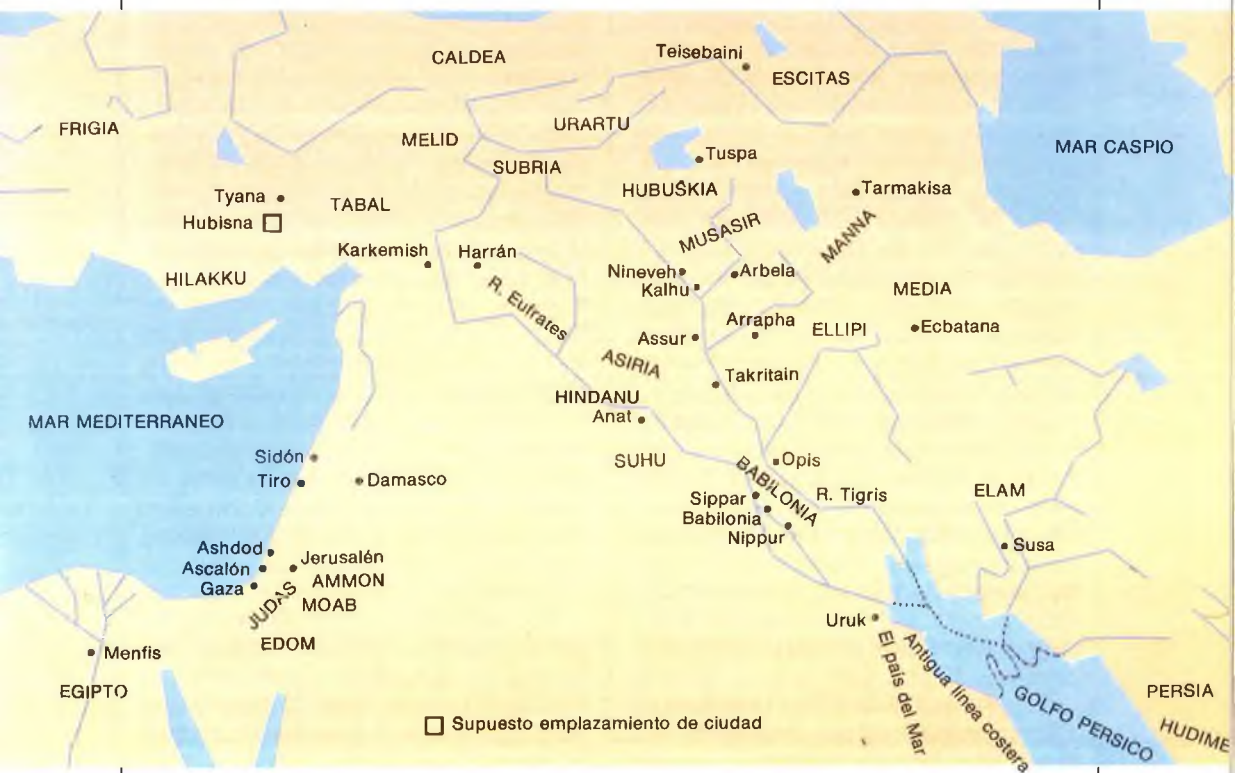 CALDEA
Teisebaini
ESCITAS
FRIGIA
MELID
URARTU
MAR CASPIO
SUBRIA
Tuspa
HUBUŠKIA
Tarmakisa
Tyana
Hubisna
TABAL
MUSASIR
MANNA
Karkemish
Harrán
HILAKKU
R. Eufrates
Nineveh
Kalhu
Arbela
MEDIA
Arrapha
ELLIPI
Ecbatana
Assur
ASIRIA
Takritain
HINDANU
Anat
MAR MEDITERRANEO
SUHU
Sidón
Tiro
Damasco
Opis
BABILONIA
Sippar
Babilonia
Nippur
R. Tigris
ELAM
Susa
Ashdod
Ascalón
Gaza
Jerusalén
AMMON
JUDAS
MOAB
EDOM
Menfis
EGIPTO
Uruk
El país del Mar
Antigua línea costera
GOLFO PERSICO
PERSIA
HUDIME
Supuesto emplazamiento de ciudad